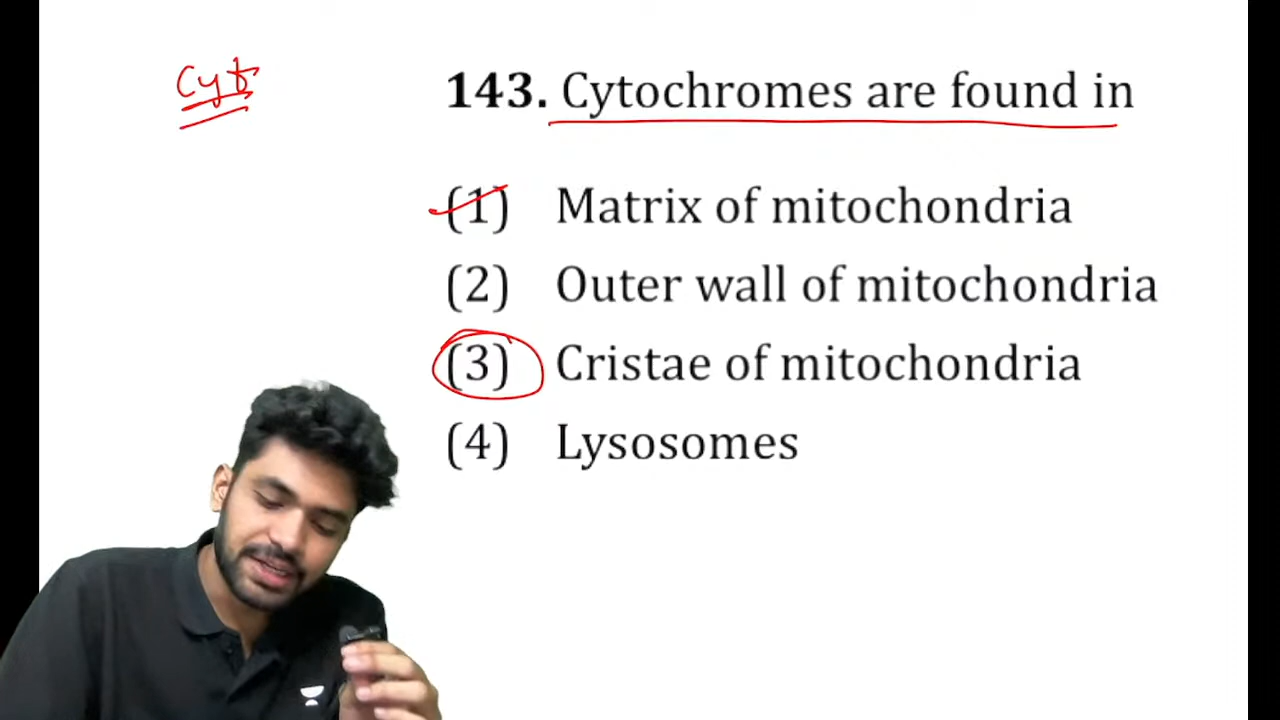 Cyt
143. Cytochromes are found in
(1) Matrix of mitochondria
(2) Outer wall of mitochondria
(3) Cristae of mitochondria
(4) Lysosomes